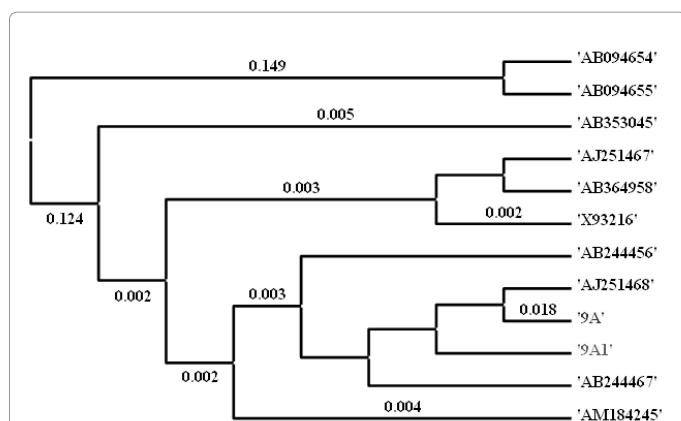 'AB094654'
0.149
'AB094655'
0.005
'AB353045'
'AJ251467'
0.003
'AB364958'
0.002
'X93216'
0.124
'AB244456'
0.002
0.003
'AJ251468'
0.018
'9A'
'9A1'
0.002
'AB244467'
0.004
'AM184245'